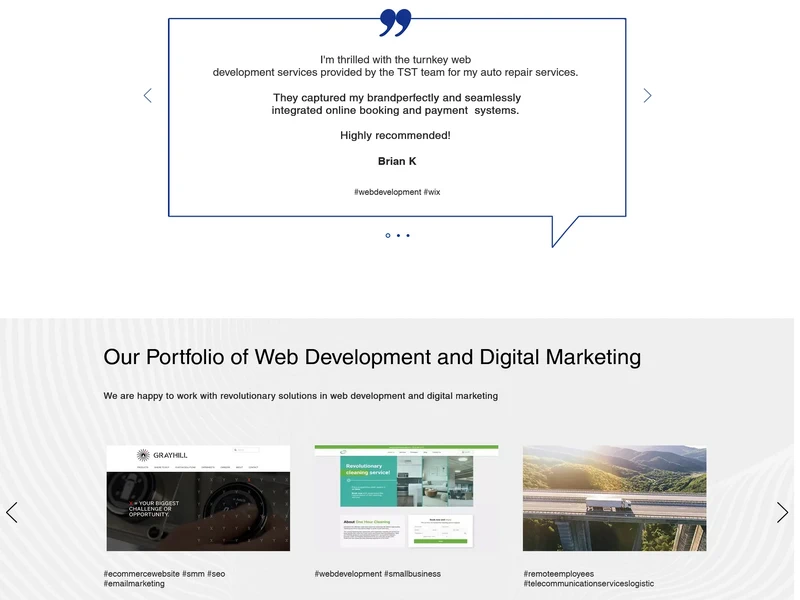 I'm thrilled with the turnkey web
development services provided by the TST team for my auto repair services.
They captured my brandperfectly and seamlessly
integrated online booking and payment systems.
Highly recommended!
Brian K
#webdevelopment #wix
Our Portfolio of Web Development and Digital Marketing
We are happy to work with revolutionary solutions in web development and digital marketing
GRAYHILL
= YOUR BIGGEST
CHALLENGE OR
OPPORTUNITY.
Revolutionary
cleaning service!
#ecommercewebsite #smm #seo
#emailmarketing
#webdevelopment #smallbusiness
#remoteemployees
#telecommunicationserviceslogistic